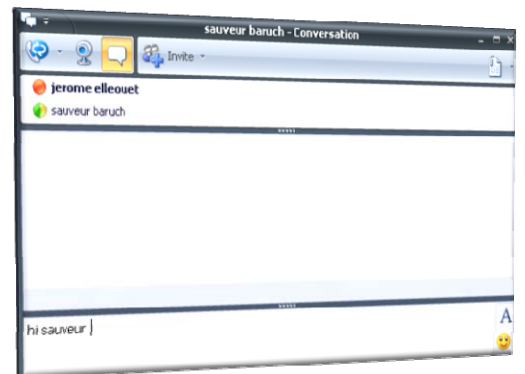 sauveur baruch - Conversation
Invite
jerome elleouet
sauveur baruch
hi sauveur
A